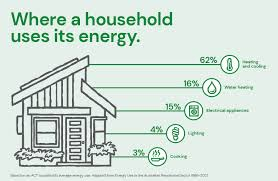 Where a household
uses its energy.
62%
Heating
and cooling
16%
Water heating
15%
Electrical appliances
4%
Lighting
3%
Cooking